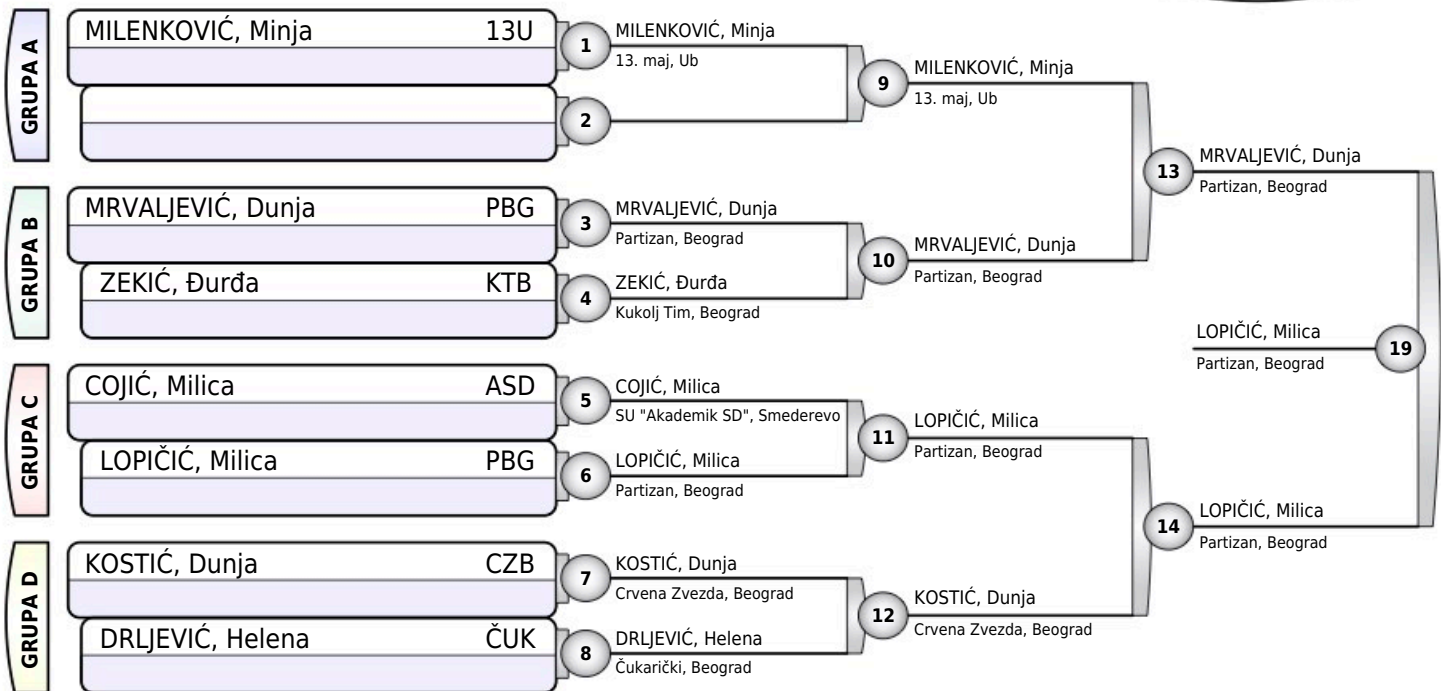 GRUPA A
MILENKOVIĆ, Minja 13U
1
MILENKOVIĆ, Minja
13. maj, Ub
2
9
MILENKOVIĆ, Minja
13. maj, Ub
GRUPA B
MRVALJEVIĆ, Dunja PBG
3
MRVALJEVIĆ, Dunja
Partizan, Beograd
ZEKIĆ, Đurđa KTB
4
ZEKIĆ, Đurđa
Kukolj Tim, Beograd
10
MRVALJEVIĆ, Dunja
Partizan, Beograd
13
MRVALJEVIĆ, Dunja
Partizan, Beograd
GRUPA C
COJIĆ, Milica ASD
5
COJIĆ, Milica
SU "Akademik SD", Smederevo
LOPIČIĆ, Milica PBG
6
LOPIČIĆ, Milica
Partizan, Beograd
11
LOPIČIĆ, Milica
Partizan, Beograd
GRUPA D
KOSTIĆ, Dunja CZB
7
KOSTIĆ, Dunja
Crvena Zvezda, Beograd
DRLJEVIĆ, Helena ČUK
8
DRLJEVIĆ, Helena
Čukarički, Beograd
12
KOSTIĆ, Dunja
Crvena Zvezda, Beograd
14
LOPIČIĆ, Milica
Partizan, Beograd
LOPIČIĆ, Milica
Partizan, Beograd
19